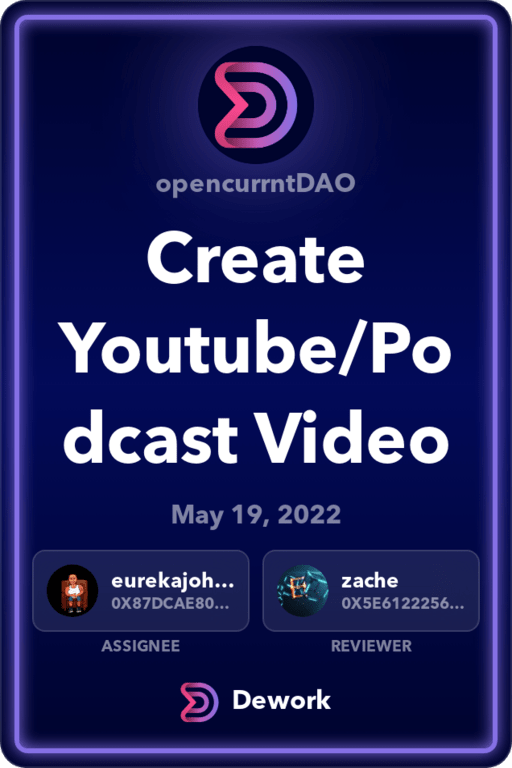 opencurrntDAO
Create
Youtube/Po
dcast Video
May 19, 2022
eurekajoh...
0X87DCAE80...
ASSIGNEE
zache
0X5E6122256...
REVIEWER
Dework